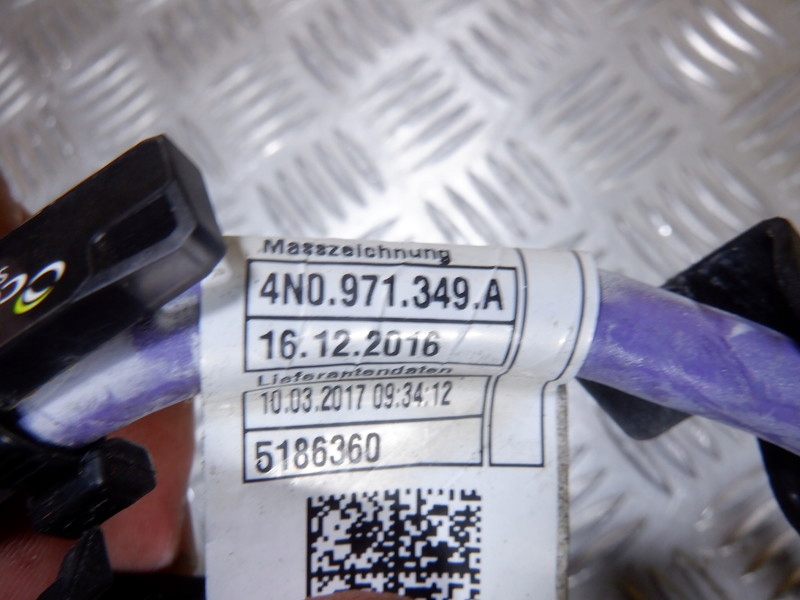 Masszeichnung
4N0.971.349.A
16.12.2016
Lieferantendaten
10.03.2017 09:34:12
5186360